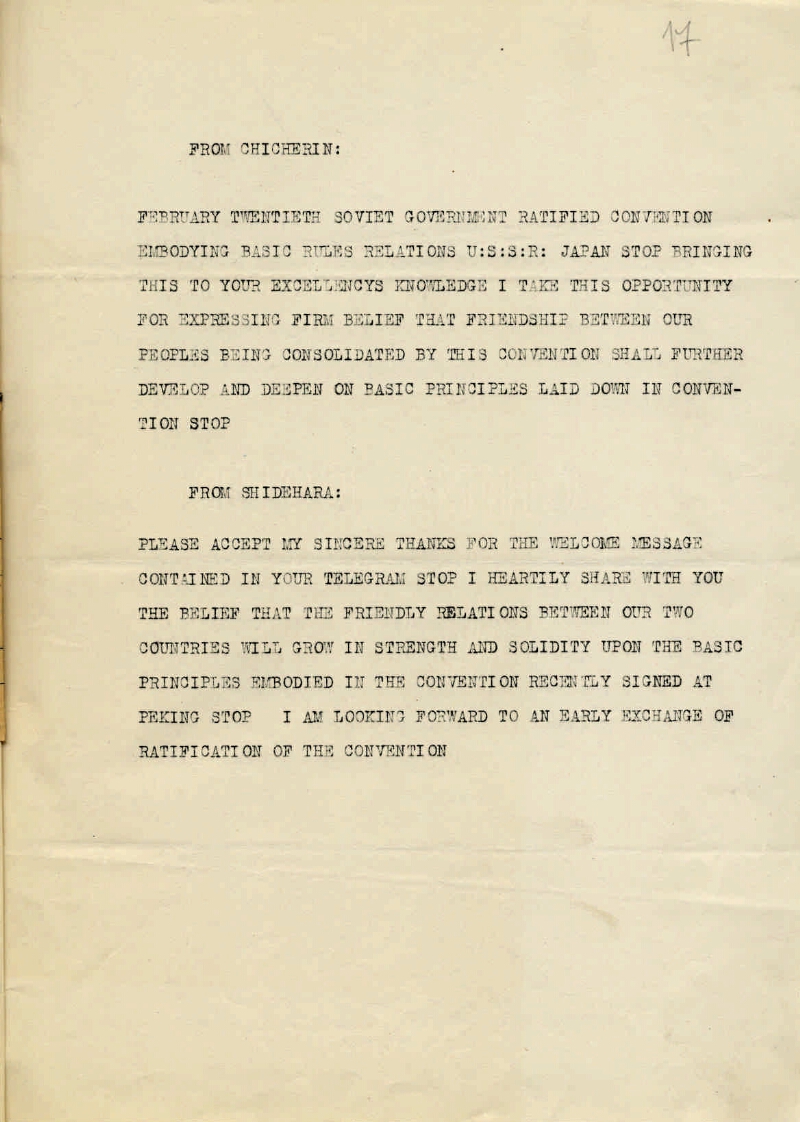 17
FROM CHICHERIN:
FEBRUARY TWENTIETH SOVIET GOVERNMENT RATIFIED CONVENTION
EMBODYING BASIC RULES RELATIONS U:S:S:R: JAPAN STOP BRINGING
THIS TO YOUR EXCELLENCYS KNOWLEDGE I TAKE THIS OPPORTUNITY
FOR EXPRESSING FIRM BELIEF THAT FRIENDSHIP BETWEEN OUR
PEOPLES BEING CONSOLIDATED BY THIS CONVENTION SHALL FURTHER
DEVELOP AND DEEPEN ON BASIC PRINCIPLES LAID DOWN IN CONVEN-
TION STOP
FROM SHIDEHARA:
PLEASE ACCEPT MY SINCERE THANKS FOR THE WELCOME MESSAGE
CONTAINED IN YOUR TELEGRAM STOP I HEARTILY SHARE WITH YOU
THE BELIEF THAT THE FRIENDLY RELATIONS BETWEEN OUR TWO
COUNTRIES WILL GROW IN STRENGTH AND SOLIDITY UPON THE BASIC
PRINCIPLES EMBODIED IN THE CONVENTION RECENTLY SIGNED AT
PEKING STOP I AM LOOKING FORWARD TO AN EARLY EXCHANGE OF
RATIFICATION OF THE CONVENTION